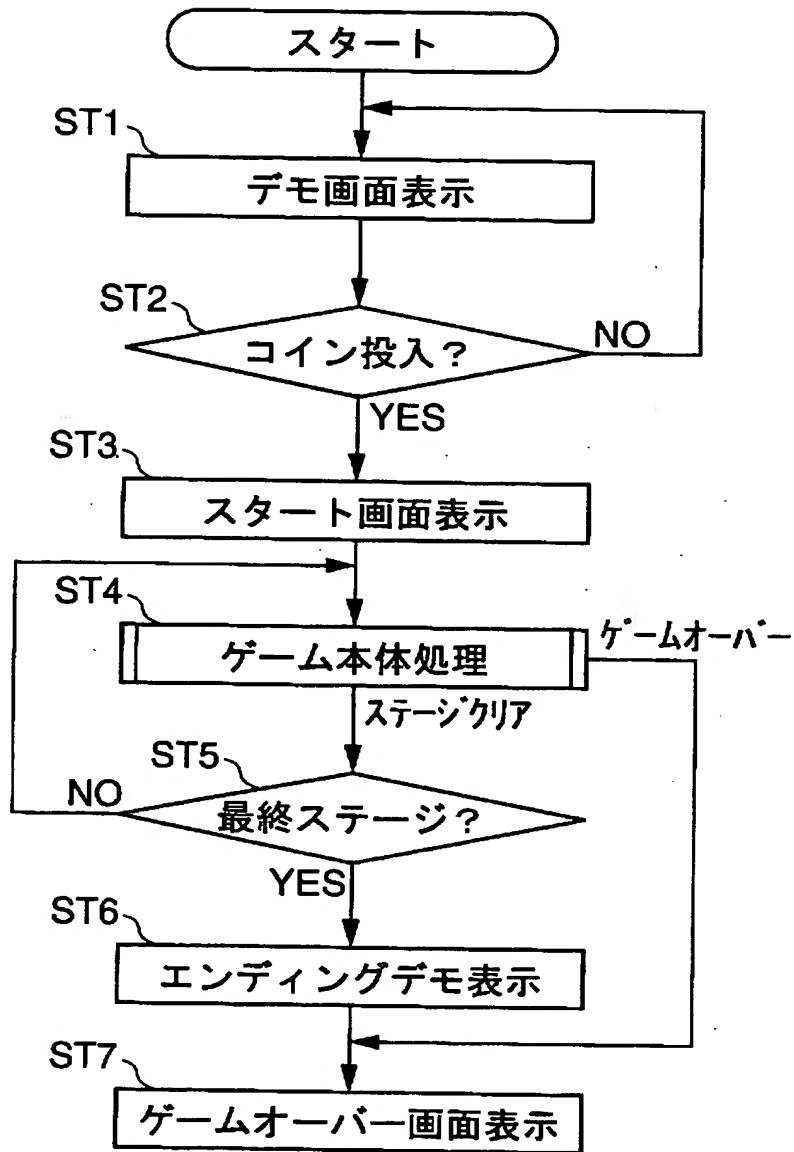 スタート
ST1
デモ画面表示
ST2
コイン投入？
NO
YES
ST3
スタート画面表示
ST4
ゲーム本体処理
ゲームオーバー
ステージクリア
ST5
NO
最終ステージ？
YES
ST6
エンディングデモ表示
ST7
ゲームオーバー画面表示